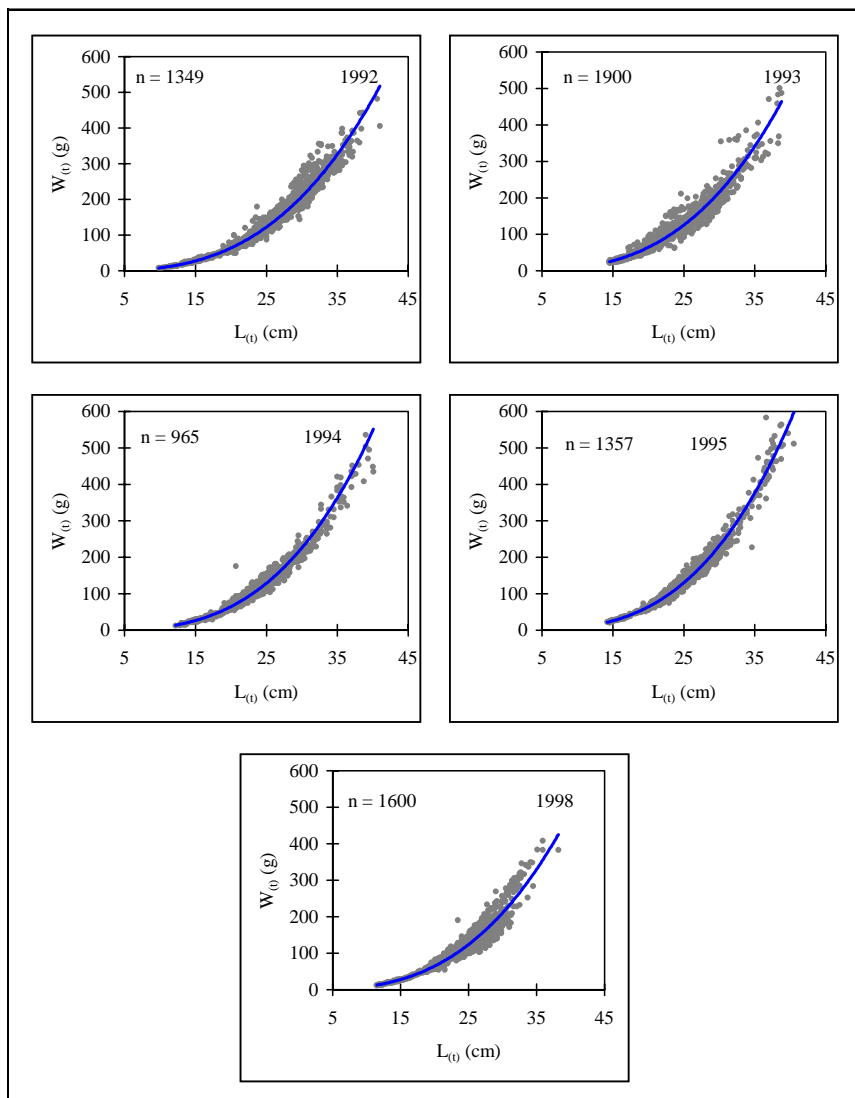 600
500
400
300
200
100
0
W(t) (g)
n = 1349 1992
5 15 25 35 45
L(t) (cm)
600
500
400
300
200
100
0
W(t) (g)
n = 1900 1993
5 15 25 35 45
L(t) (cm)
600
500
400
300
200
100
0
W(t) (g)
n = 965 1994
5 15 25 35 45
L(t) (cm)
600
500
400
300
200
100
0
W(t) (g)
n = 1357 1995
5 15 25 35 45
L(t) (cm)
600
500
400
300
200
100
0
W(t) (g)
n = 1600 1998
5 15 25 35 45
L(t) (cm)